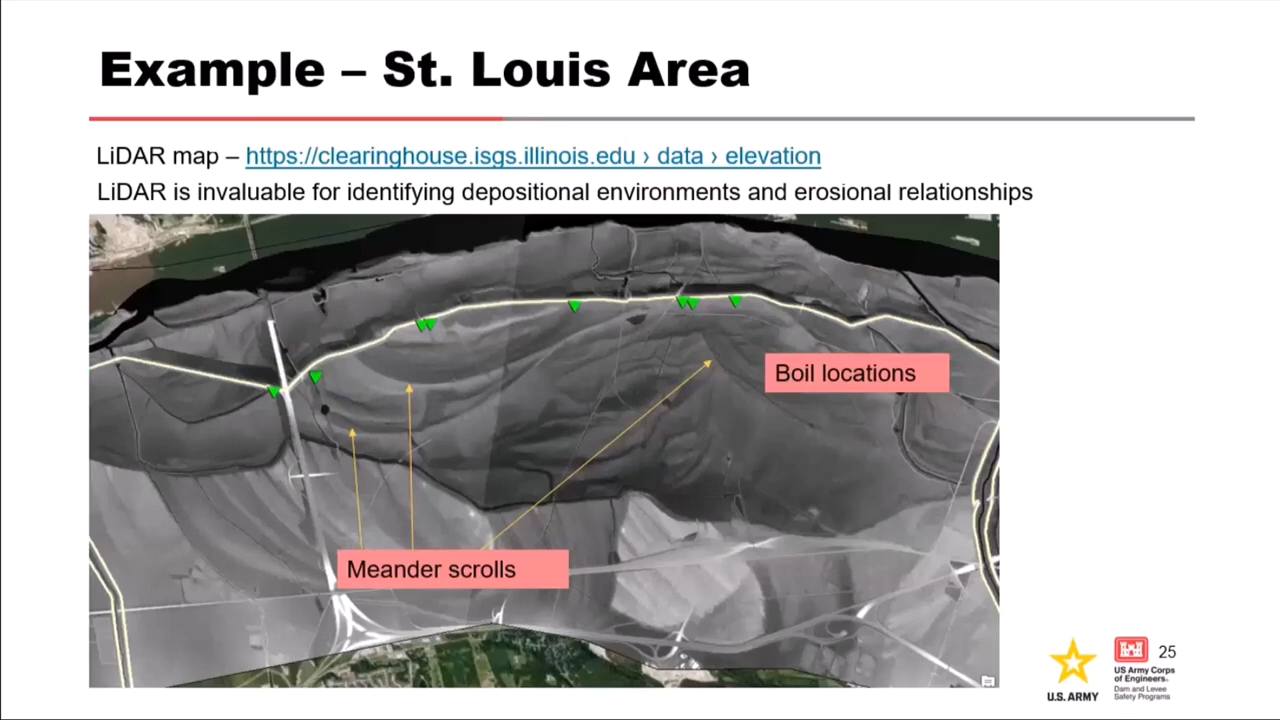 Example – St. Louis Area
LiDAR map – https://clearinghouse.isgs.illinois.edu › data › elevation
LiDAR is invaluable for identifying depositional environments and erosional relationships
Boil locations
Meander scrolls
25
U.S. ARMY
US Army Corps
of Engineers®
Dam and Levee
Safety Programs